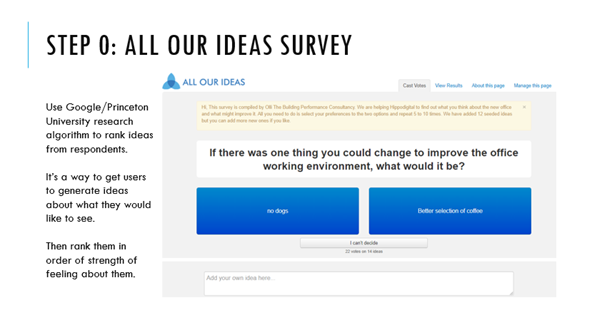 STEP 0: ALL OUR IDEAS SURVEY
Use Google/Princeton
University research
algorithm to rank ideas
from respondents.
It's a way to get users
to generate ideas
about what they would
like to see.
Then rank them in
order of strength of
feeling about them.
ALL OUR IDEAS
Cast Votes View Results About this page Manage this page
Hi. This survey is compiled by OB The Building Performance Consultancy. We are helping Hypodigital to find out what you think about the new office
and what might improve it. All you need to do is select your preferences to the two options and repeat 5 to 10 times. We have added 12 seeded ideas
but you can add more new ones if you like.
If there was one thing you could change to improve the office
working environment, what would it be?
no dogs
Better selection of coffee
I can't decide
22 votes on 14 ideas
Add your own idea here...